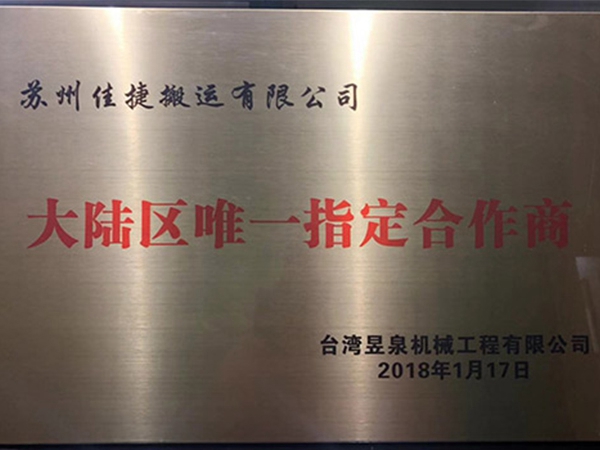 苏州佳捷搬运有限公司
大陆区唯一指定合作商
台湾昱泉机械工程有限公司
2018年1月17日